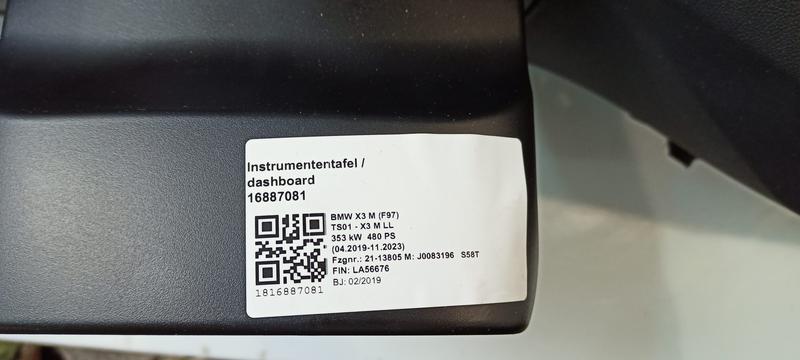 Instrumententafel /
dashboard
16887081
BMW X3 M (F97)
TS01 - X3 M LL
353 kW 480 PS
(04.2019-11.2023)
Fzgnr.: 21-13805 M: J0083196 S58T
FIN: LA56676
BJ: 02/2019
1816887081